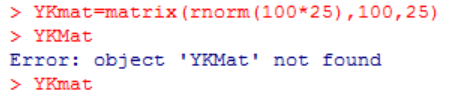 > YKmat=matrix(rnorm(100*25),100,25)
> YKMat
Error: object 'YKMat' not found
> YKmat